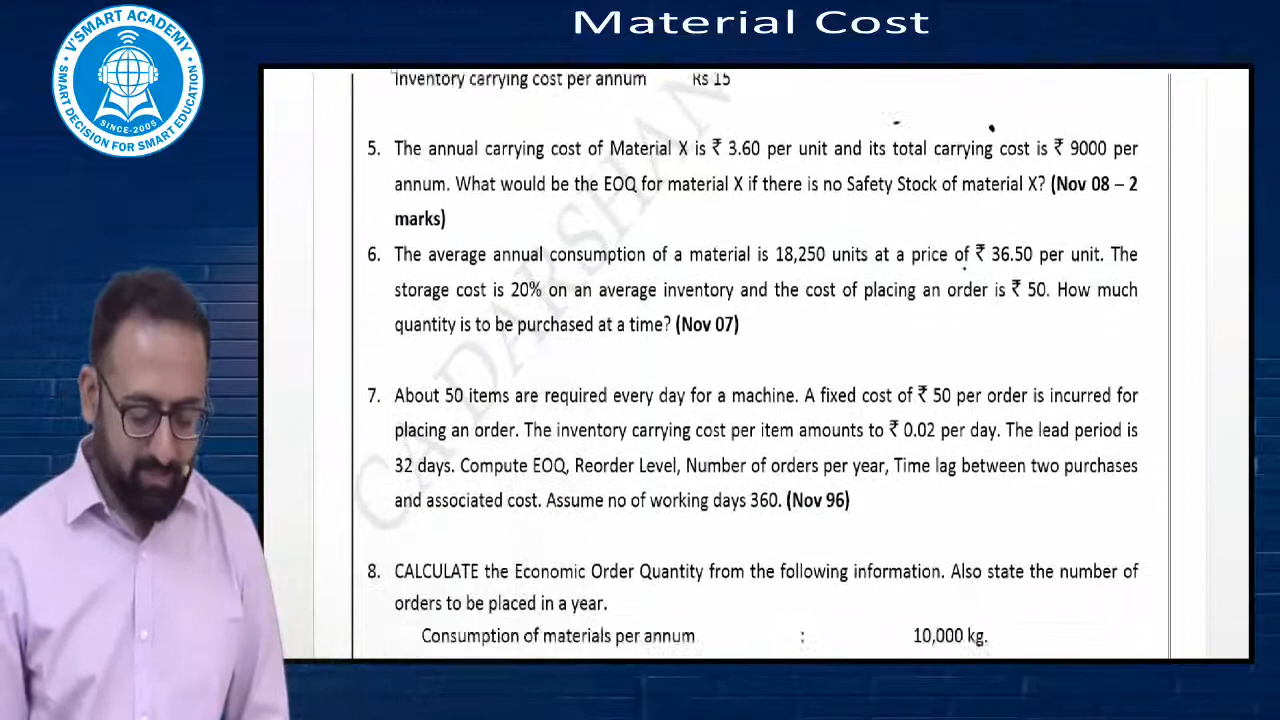 Material Cost
V'SMART ACADEMY
SINCE-2005
SMART DECISION FOR SMART EDUCATION
Inventory carrying cost per annum Rs 15
5. The annual carrying cost of Material X is ₹ 3.60 per unit and its total carrying cost is ₹ 9000 per
annum. What would be the EOQ for material X if there is no Safety Stock of material X? (Nov 08 – 2
marks)
6. The average annual consumption of a material is 18,250 units at a price of ₹ 36.50 per unit. The
storage cost is 20% on an average inventory and the cost of placing an order is ₹ 50. How much
quantity is to be purchased at a time? (Nov 07)
7. About 50 items are required every day for a machine. A fixed cost of ₹ 50 per order is incurred for
placing an order. The inventory carrying cost per item amounts to ₹ 0.02 per day. The lead period is
32 days. Compute EOQ, Reorder Level, Number of orders per year, Time lag between two purchases
and associated cost. Assume no of working days 360. (Nov 96)
8. CALCULATE the Economic Order Quantity from the following information. Also state the number of
orders to be placed in a year.
Consumption of materials per annum : 10,000 kg.
CA DAKSHAN